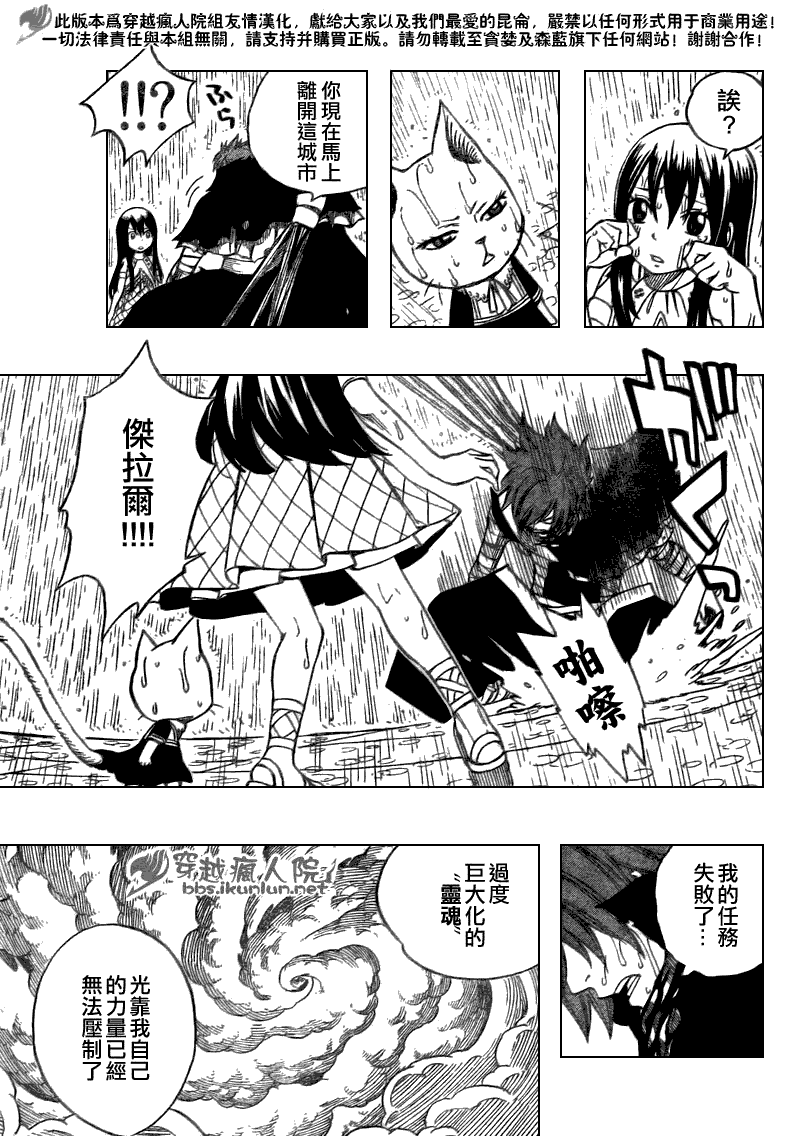 此版本爲穿越瘋人院組友情漢化，獻給大家以及我們最愛的昆侖，嚴禁以任何形式用于商業用途！
一切法律責任與本組無關，請支持并購買正版。請勿轉載至貪婪及森藍旗下任何網站！謝謝合作！
誒？
你現在馬上
離開這城市
ふら
!!?
傑拉爾!!!!
啪嚓
我的任務
失敗了…
過度
巨大化的
“靈魂”
光靠我自己
的力量已經
無法壓制了
穿越瘋人院
bbs.ikunlun.net